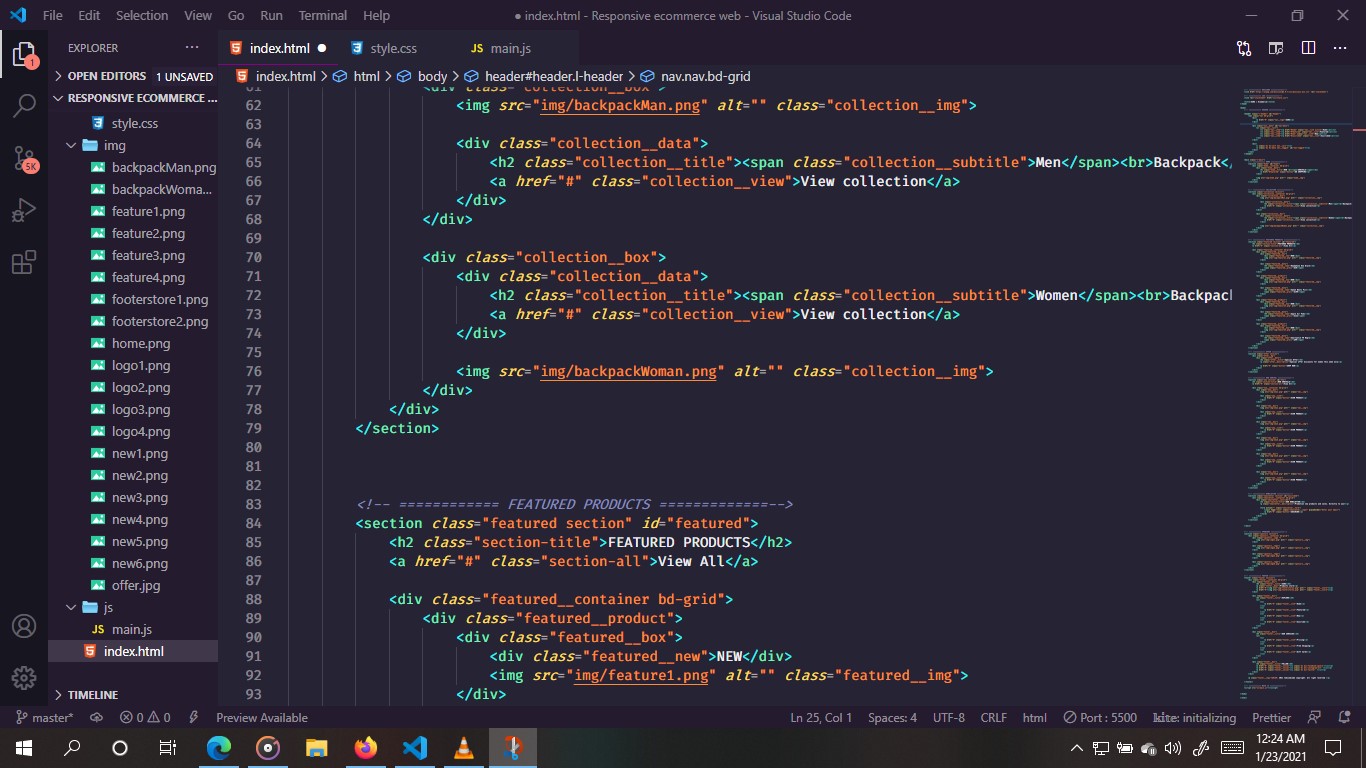 File Edit Selection View Go Run Terminal Help
● index.html - Responsive ecommerce web - Visual Studio Code
EXPLORER ···
index.html ●
style.css
JS main.js
OPEN EDITORS 1 UNSAVED
index.html > html > body > header#header.l-header > nav.nav.bd-grid
RESPONSIVE ECOMMERCE ...
style.css
img
backpackMan.png
backpackWoma...
feature1.png
feature2.png
feature3.png
feature4.png
footerstore1.png
footerstore2.png
home.png
logo1.png
logo2.png
logo3.png
logo4.png
new1.png
new2.png
new3.png
new4.png
new5.png
new6.png
offer.jpg
js
JS main.js
index.html
TIMELINE
1
5K
61 <div class="collection__box">
62 <img src="img/backpackMan.png" alt="" class="collection__img">
63
64 <div class="collection__data">
65 <h2 class="collection__title"><span class="collection__subtitle">Men</span><br>Backpack<
66 <a href="#" class="collection__view">View collection</a>
67 </div>
68 </div>
69
70 <div class="collection__box">
71 <div class="collection__data">
72 <h2 class="collection__title"><span class="collection__subtitle">Women</span><br>Backpac
73 <a href="#" class="collection__view">View collection</a>
74 </div>
75
76 <img src="img/backpackWoman.png" alt="" class="collection__img">
77 </div>
78 </div>
79 </section>
80
81
82
83 <!-- ============ FEATURED PRODUCTS ==============-->
84 <section class="featured section" id="featured">
85 <h2 class="section-title">FEATURED PRODUCTS</h2>
86 <a href="#" class="section-all">View All</a>
87
88 <div class="featured__container bd-grid">
89 <div class="featured__product">
90 <div class="featured__box">
91 <div class="featured__new">NEW</div>
92 <img src="img/feature1.png" alt="" class="featured__img">
93 </div>
master* 0 0 Preview Available Ln 25, Col 1 Spaces: 4 UTF-8 CRLF html Port : 5500 kite: initializing Prettier
12:24 AM
1/23/2021